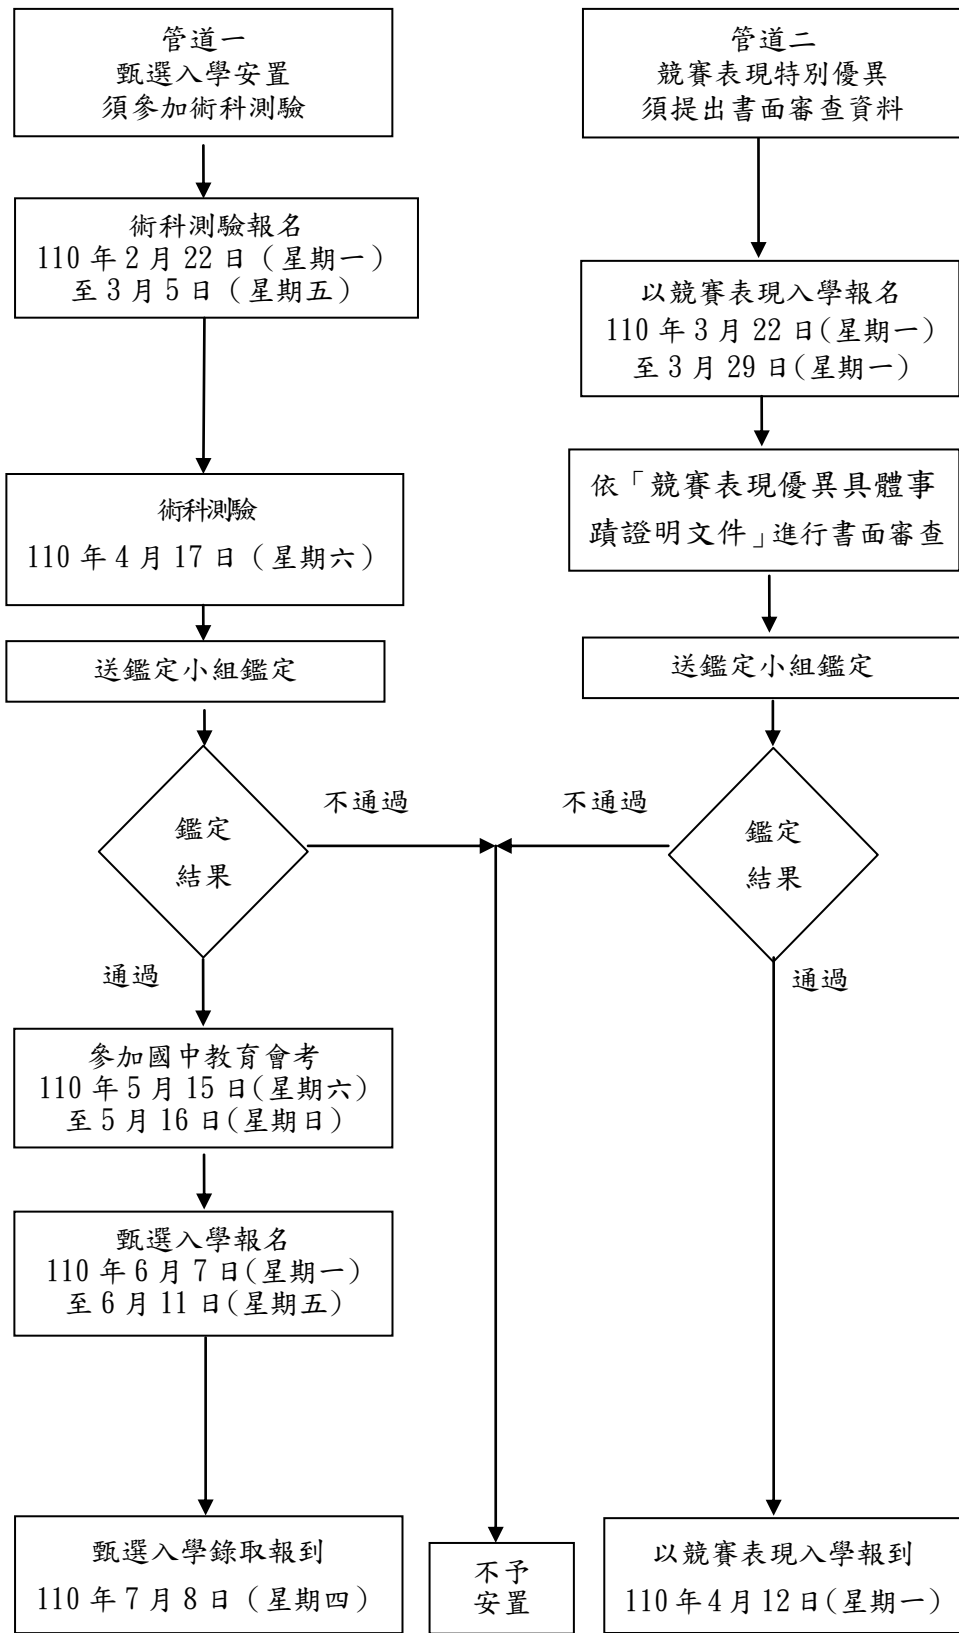 管道一
甄選入學安置
須參加術科測驗
術科測驗報名
110 年 2 月 22 日（星期一）
至 3 月 5 日（星期五）
術科測驗
110 年 4 月 17 日（星期六）
送鑑定小組鑑定
鑑定
結果
不通過
通過
參加國中教育會考
110 年 5 月 15 日(星期六)
至 5 月 16 日(星期日)
甄選入學報名
110 年 6 月 7 日(星期一)
至 6 月 11 日(星期五)
甄選入學錄取報到
110 年 7 月 8 日（星期四）
管道二
競賽表現特別優異
須提出書面審查資料
以競賽表現入學報名
110 年 3 月 22 日(星期一)
至 3 月 29 日(星期一)
依「競賽表現優異具體事
蹟證明文件」進行書面審查
送鑑定小組鑑定
鑑定
結果
不通過
通過
不予
安置
以競賽表現入學報到
110 年 4 月 12 日(星期一)